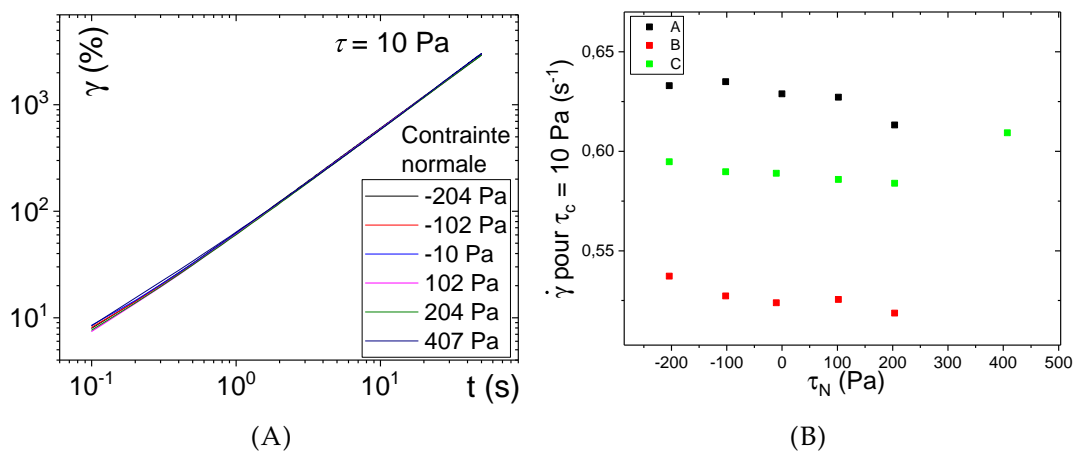 τ = 10 Pa
γ (%)
10³
10²
10¹
10⁻¹
10⁰
10¹
t (s)
Contrainte
normale
-204 Pa
-102 Pa
-10 Pa
102 Pa
204 Pa
407 Pa
(A)
A
B
C
0,65
0,60
0,55
γ̇ pour τc = 10 Pa (s⁻¹)
-200
-100
0
100
200
300
400
500
τN (Pa)
(B)